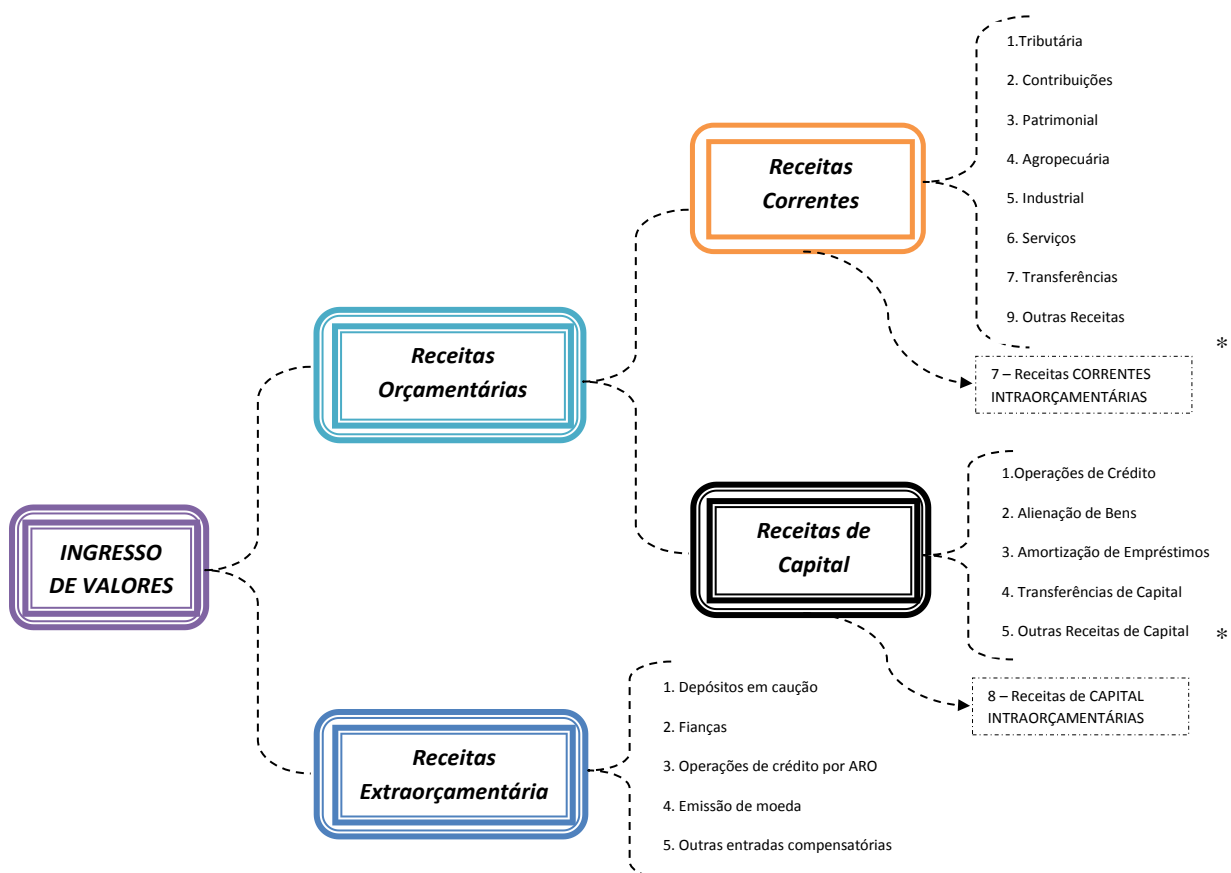 INGRESSO
DE VALORES
Receitas
Orçamentárias
Receitas
Correntes
1.Tributária
2. Contribuições
3. Patrimonial
4. Agropecuária
5. Industrial
6. Serviços
7. Transferências
9. Outras Receitas
*
7 – Receitas CORRENTES
INTRAORÇAMENTÁRIAS
Receitas de
Capital
1.Operações de Crédito
2. Alienação de Bens
3. Amortização de Empréstimos
4. Transferências de Capital
5. Outras Receitas de Capital *
8 – Receitas de CAPITAL
INTRAORÇAMENTÁRIAS
Receitas
Extraorçamentária
1. Depósitos em caução
2. Fianças
3. Operações de crédito por ARO
4. Emissão de moeda
5. Outras entradas compensatórias